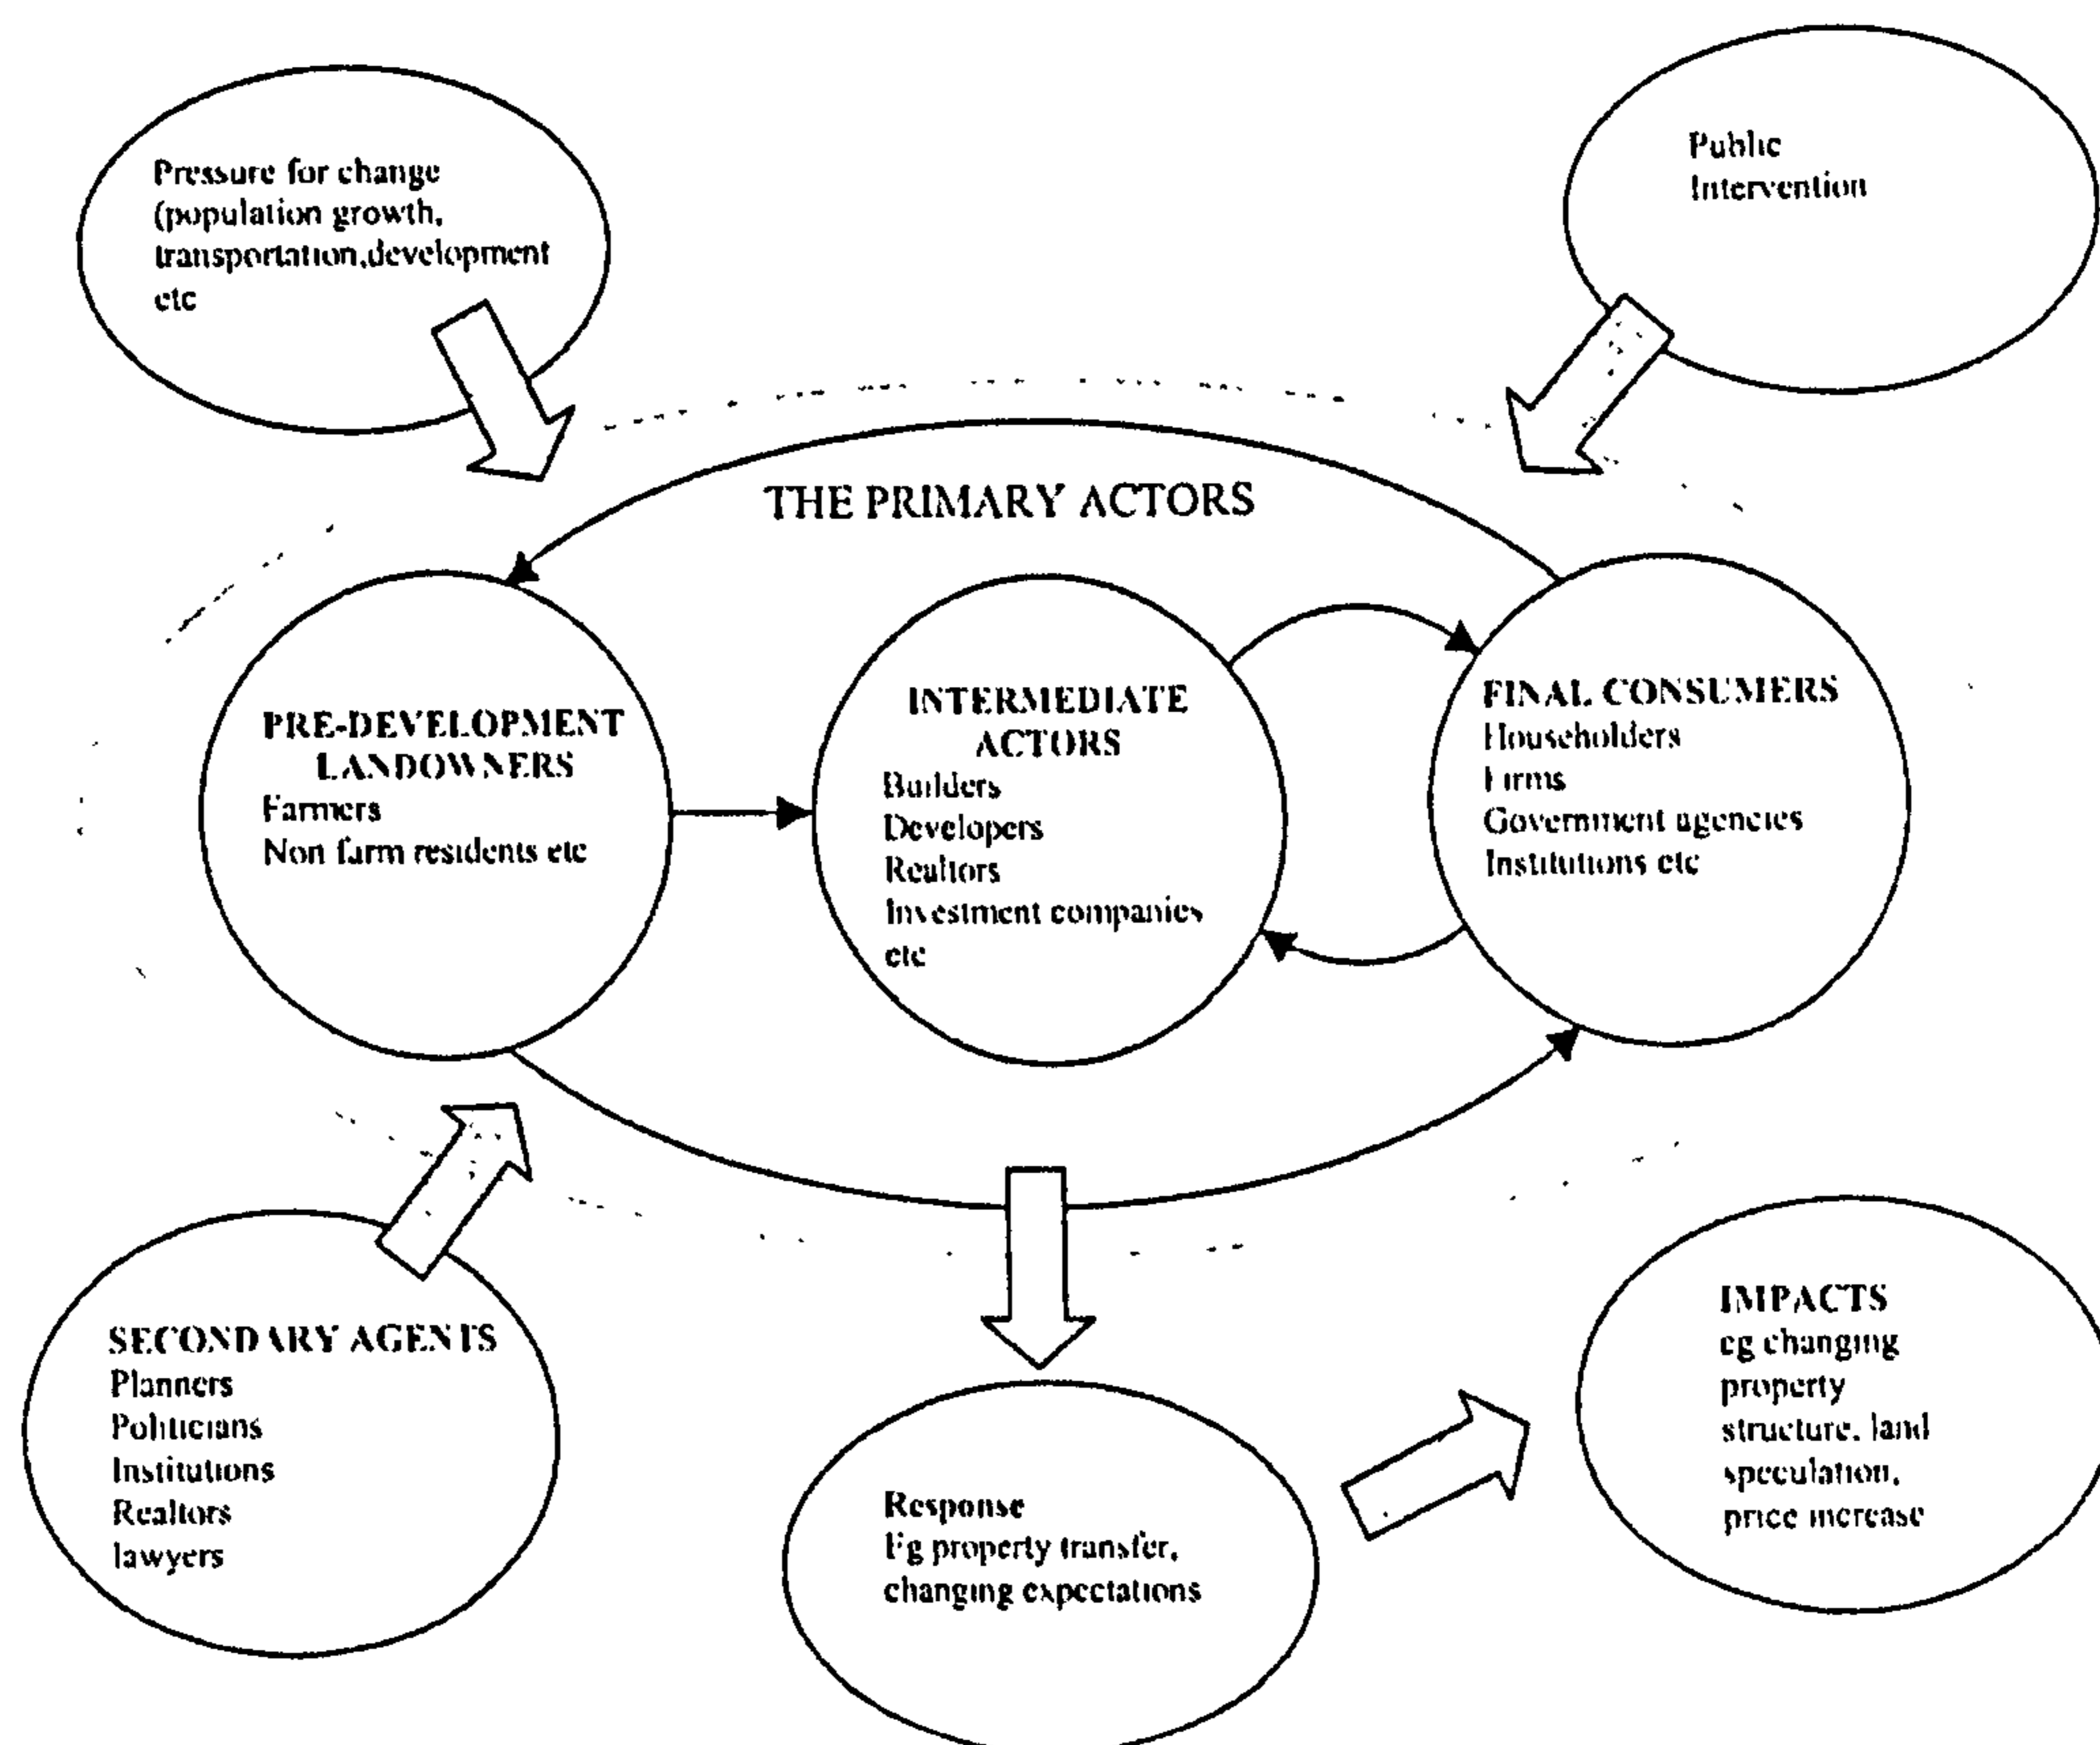 Pressure for change
(population growth,
transportation,development
etc
Public
Intervention
THE PRIMARY ACTORS
PRE-DEVELOPMENT
LANDOWNERS
Farmers
Non farm residents etc
INTERMEDIATE
ACTORS
Builders
Developers
Realtors
Investment companies
etc
FINAL CONSUMERS
Householders
Firms
Government agencies
Institutions etc
SECONDARY AGENTS
Planners
Politicians
Institutions
Realtors
lawyers
Response
Eg property transfer,
changing expectations
IMPACTS
eg changing
property
structure, land
speculation,
price increase